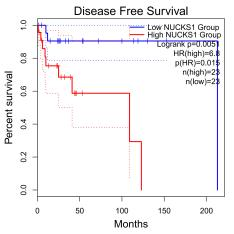 Disease Free Survival
Low NUCKS1 Group
High NUCKS1 Group
Logrank p=0.0051
HR(high)=6.8
p(HR)=0.015
n(high)=23
n(low)=23
Percent survival
1.0
0.8
0.6
0.4
0.2
0.0
0
50
100
150
200
Months